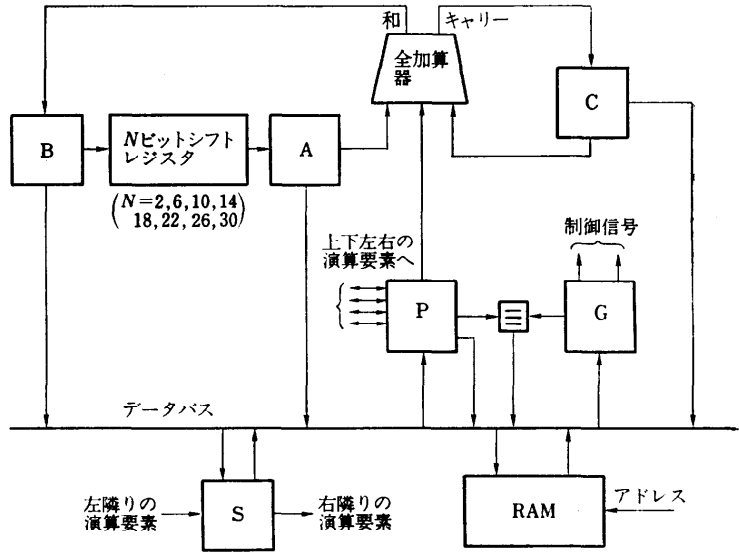 和
キャリー
全加算
器
C
B
Nビットシフト
レジスタ
A
(N=2,6,10,14
18,22,26,30)
上下左右の
演算要素へ
制御信号
P
≡
G
データバス
左隣りの
演算要素
S
右隣りの
演算要素
RAM
アドレス